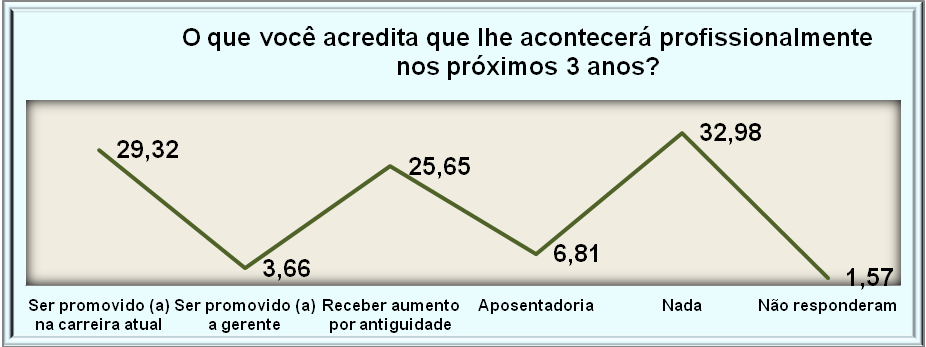 O que você acredita que lhe acontecerá profissionalmente
nos próximos 3 anos?
29,32
3,66
25,65
6,81
32,98
1,57
Ser promovido (a)
na carreira atual
Ser promovido (a)
a gerente
Receber aumento
por antiguidade
Aposentadoria
Nada
Não responderam